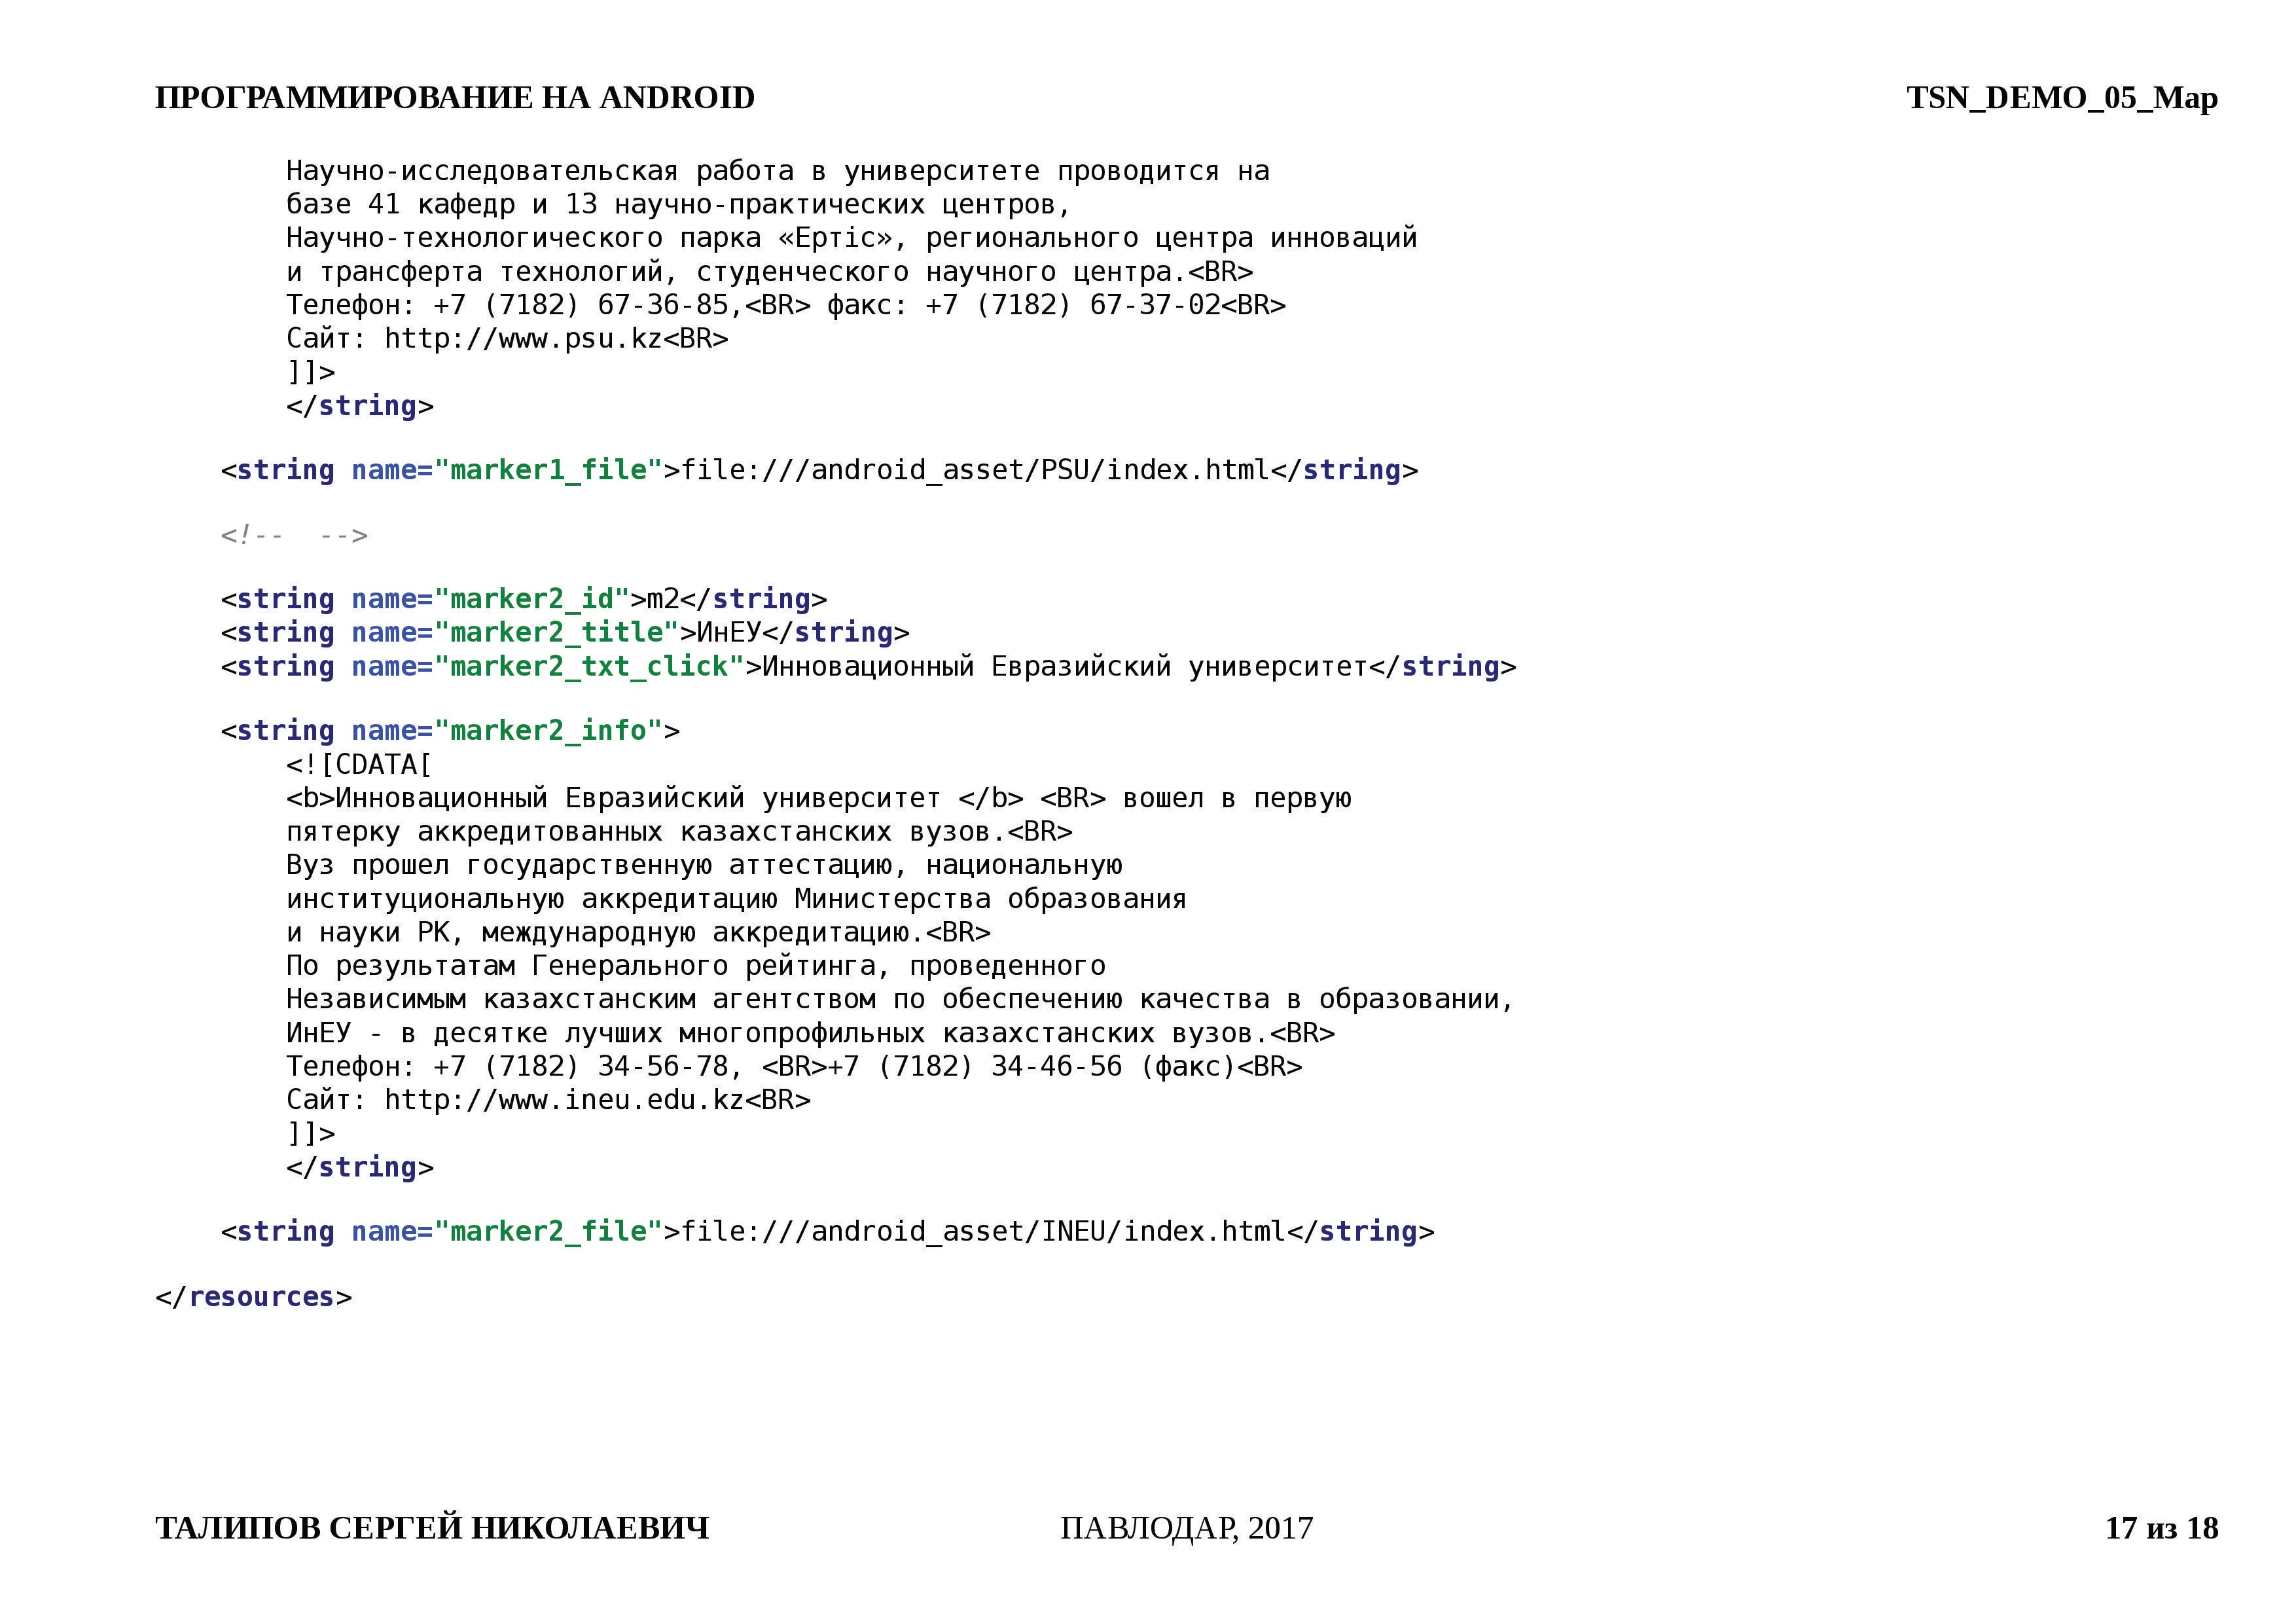 ПРОГРАММИРОВАНИЕ НА ANDROID TSN_DEMO_05_Map
Научно-исследовательская работа в университете проводится на
базе 41 кафедр и 13 научно-практических центров,
Научно-технологического парка «Ертіс», регионального центра инноваций
и трансферта технологий, студенческого научного центра.<BR>
Телефон: +7 (7182) 67-36-85,<BR> факс: +7 (7182) 67-37-02<BR>
Сайт: http://www.psu.kz<BR>
]]>
</string>
<string name="marker1_file">file:///android_asset/PSU/index.html</string>
<!--  -->
<string name="marker2_id">m2</string>
<string name="marker2_title">ИнЕУ</string>
<string name="marker2_txt_click">Инновационный Евразийский университет</string>
<string name="marker2_info">
<![CDATA[
<b>Инновационный Евразийский университет </b> <BR> вошел в первую
пятерку аккредитованных казахстанских вузов.<BR>
Вуз прошел государственную аттестацию, национальную
институциональную аккредитацию Министерства образования
и науки РК, международную аккредитацию.<BR>
По результатам Генерального рейтинга, проведенного
Независимым казахстанским агентством по обеспечению качества в образовании,
ИнЕУ - в десятке лучших многопрофильных казахстанских вузов.<BR>
Телефон: +7 (7182) 34-56-78, <BR>+7 (7182) 34-46-56 (факс)<BR>
Сайт: http://www.ineu.edu.kz<BR>
]]>
</string>
<string name="marker2_file">file:///android_asset/INEU/index.html</string>
</resources>
ТАЛИПОВ СЕРГЕЙ НИКОЛАЕВИЧ ПАВЛОДАР, 2017 17 из 18